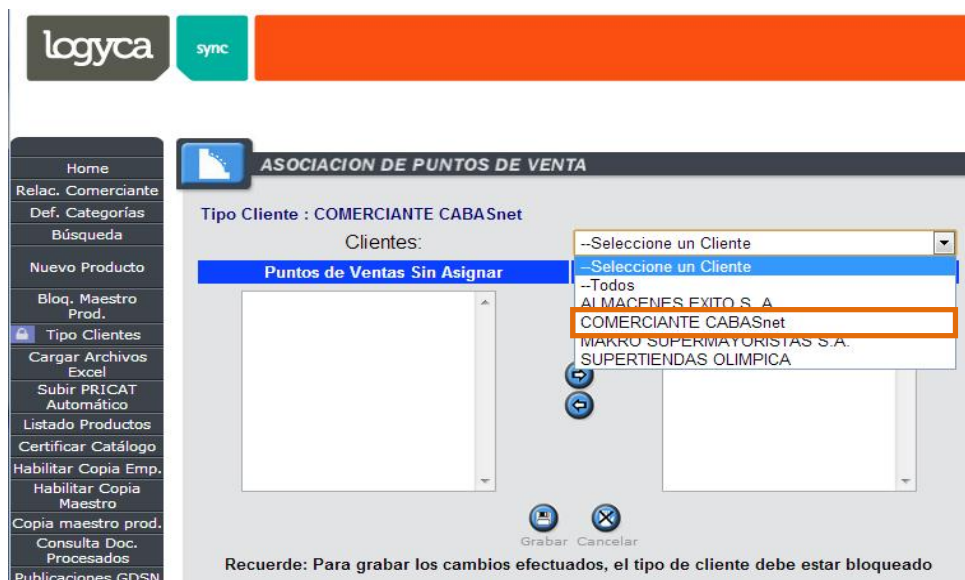 logyca
sync
Home
Relac. Comerciante
Def. Categorías
Búsqueda
Nuevo Producto
Bloq. Maestro
Prod.
Tipo Clientes
Cargar Archivos
Excel
Subir PRICAT
Automático
Listado Productos
Certificar Catálogo
Habilitar Copia Emp.
Habilitar Copia
Maestro
Copia maestro prod.
Consulta Doc.
Procesados
Publicaciones GDSN
ASOCIACION DE PUNTOS DE VENTA
Tipo Cliente : COMERCIANTE CABASnet
Clientes:
--Seleccione un Cliente
Puntos de Ventas Sin Asignar
--Seleccione un Cliente
--Todos
ALMACENES EXITO S. A.
COMERCIANTE CABASnet
MAKRO SUPERMAYORISTAS S.A.
SUPERTIENDAS OLIMPICA
Grabar Cancelar
Recuerde: Para grabar los cambios efectuados, el tipo de cliente debe estar bloqueado